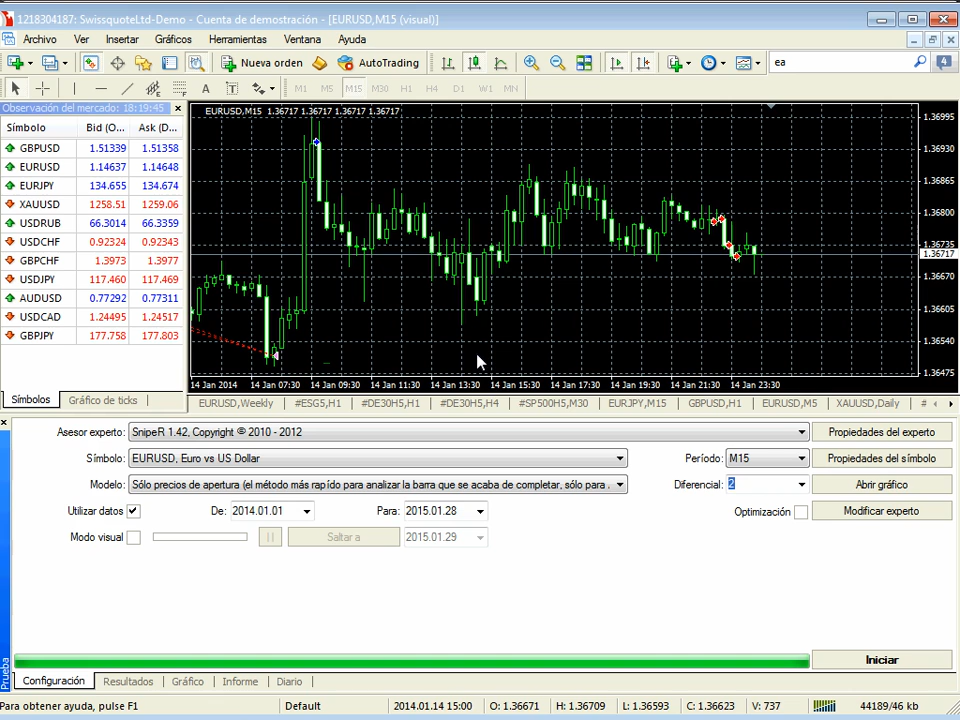 1218304187: SwissquoteLtd-Demo - Cuenta de demostración - [EURUSD,M15 (visual)]
Archivo Ver Insertar Gráficos Herramientas Ventana Ayuda
Nueva orden AutoTrading ea 4
A T M1 M5 M15 M30 H1 H4 D1 W1 MN
Observación del mercado: 18:19:45
Símbolo Bid (O... Ask (D...
GBPUSD 1.51339 1.51358
EURUSD 1.14637 1.14648
EURJPY 134.655 134.674
XAUUSD 1258.51 1259.06
USDRUB 66.3014 66.3359
USDCHF 0.92324 0.92343
GBPCHF 1.3973 1.3977
USDJPY 117.460 117.469
AUDUSD 0.77292 0.77311
USDCAD 1.24495 1.24517
GBPJPY 177.758 177.803
Símbolos Gráfico de ticks
EURUSD,M15 1.36717 1.36717 1.36717 1.36717
1.36995
1.36930
1.36865
1.36800
1.36735
1.36717
1.36670
1.36605
1.36540
1.36475
14 Jan 2014 14 Jan 07:30 14 Jan 09:30 14 Jan 11:30 14 Jan 13:30 14 Jan 15:30 14 Jan 17:30 14 Jan 19:30 14 Jan 21:30 14 Jan 23:30
EURUSD,Weekly #ESG5,H1 #DE30H5,H1 #DE30H5,H4 #SP500H5,M30 EURJPY,M15 GBPUSD,H1 EURUSD,M5 XAUUSD,Daily #
Asesor experto: SnipeR 1.42, Copyright © 2010 - 2012 Propiedades del experto
Símbolo: EURUSD, Euro vs US Dollar Período: M15 Propiedades del símbolo
Modelo: Sólo precios de apertura (el método más rapído para analizar la barra que se acaba de completar, sólo para . Diferencial: 2 Abrir gráfico
Utilizar datos De: 2014.01.01 Para: 2015.01.28 Optimización Modificar experto
Modo visual Saltar a 2015.01.29
Iniciar
Prueba
Configuración Resultados Gráfico Informe Diario
Para obtener ayuda, pulse F1 Default 2014.01.14 15:00 O: 1.36671 H: 1.36709 L: 1.36593 C: 1.36623 V: 737 44189/46 kb